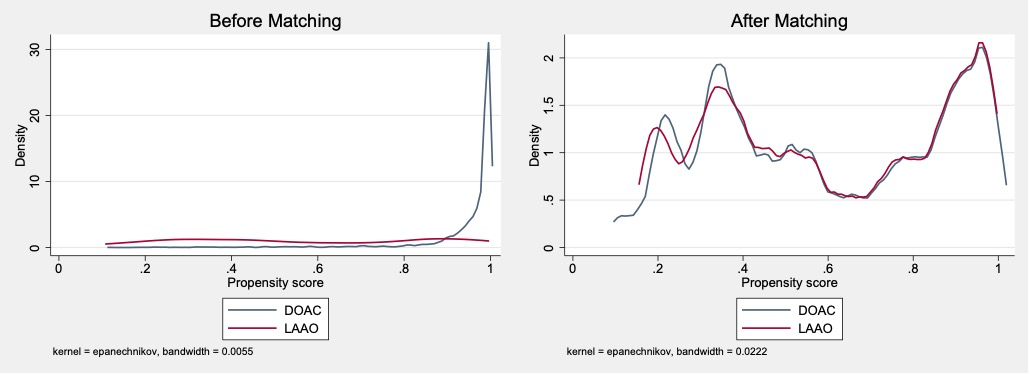 Before Matching
Density
30
20
10
0
0 .2 .4 .6 .8 1
Propensity score
DOAC
LAAO
kernel = epanechnikov, bandwidth = 0.0055
After Matching
Density
2
1.5
1
.5
0
0 .2 .4 .6 .8 1
Propensity score
DOAC
LAAO
kernel = epanechnikov, bandwidth = 0.0222